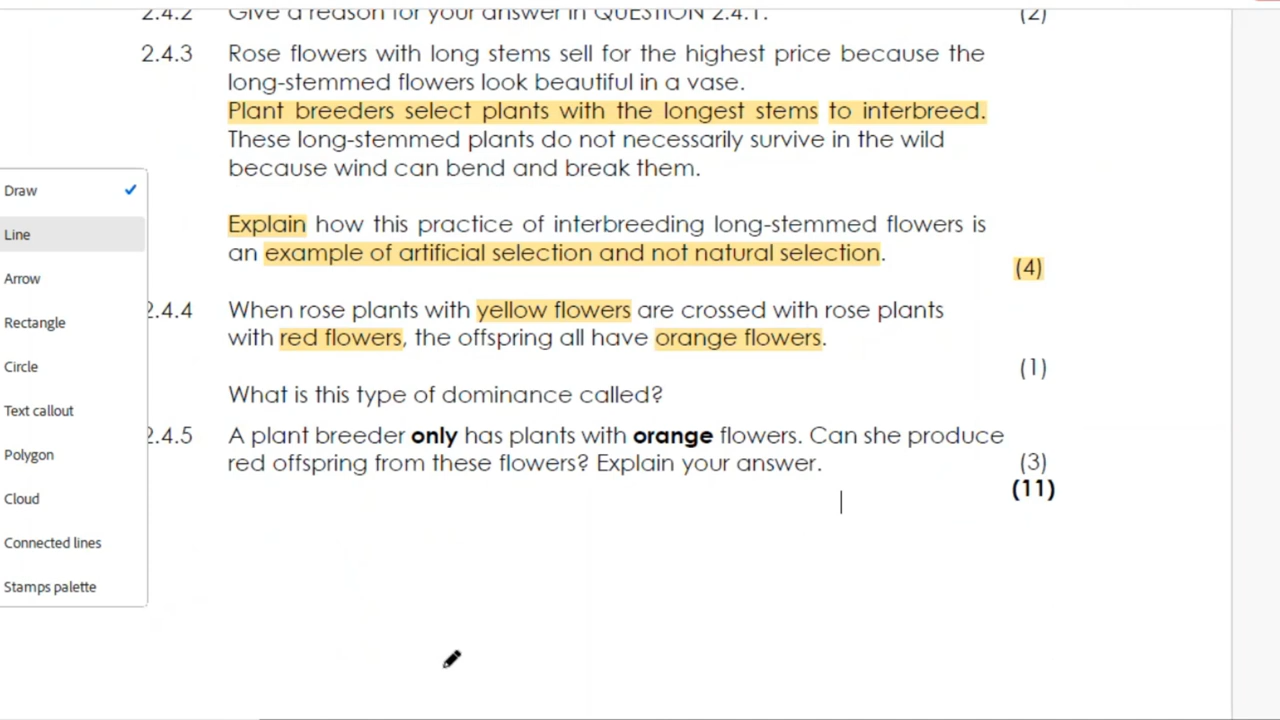 2.4.2 Give a reason for your answer in QUESTION 2.4.1. (2)
2.4.3 Rose flowers with long stems sell for the highest price because the
long-stemmed flowers look beautiful in a vase.
Plant breeders select plants with the longest stems to interbreed.
These long-stemmed plants do not necessarily survive in the wild
because wind can bend and break them.
Explain how this practice of interbreeding long-stemmed flowers is
an example of artificial selection and not natural selection.
(4)
2.4.4 When rose plants with yellow flowers are crossed with rose plants
with red flowers, the offspring all have orange flowers.
(1)
What is this type of dominance called?
2.4.5 A plant breeder only has plants with orange flowers. Can she produce
red offspring from these flowers? Explain your answer. (3)
(11)
Draw
Line
Arrow
Rectangle
Circle
Text callout
Polygon
Cloud
Connected lines
Stamps palette